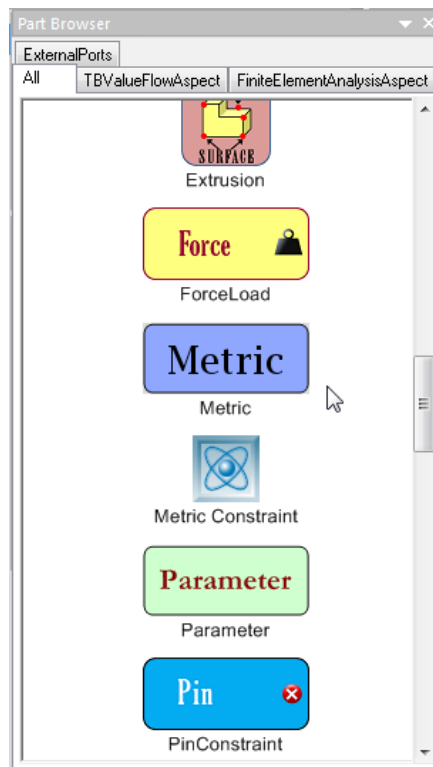 Part Browser
ExternalPorts
All TBValueFlowAspect FiniteElementAnalysisAspect
SURFACE
Extrusion
Force
ForceLoad
Metric
Metric
Metric Constraint
Parameter
Parameter
Pin
PinConstraint